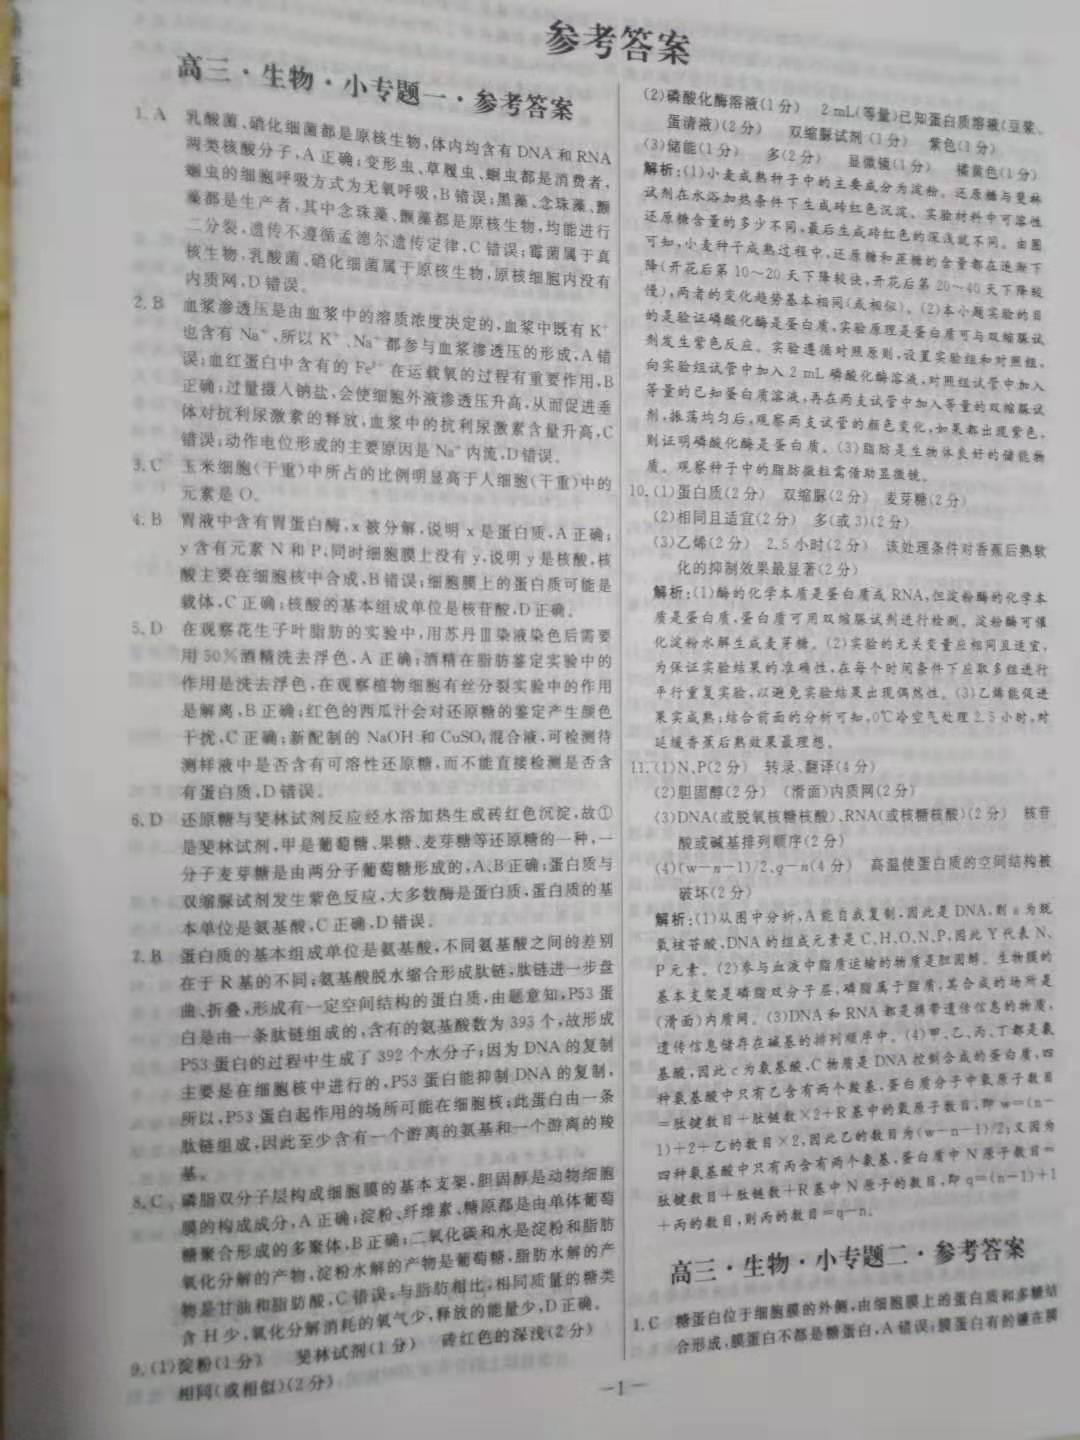 参考答案
高三·生物·小专题一·参考答案
1. A 乳酸菌、硝化细菌都是原核生物,体内均含有 DNA 和 RNA
两类核酸分子,A 正确;变形虫、草履虫、蛔虫都是消费者,
蛔虫的细胞呼吸方式为无氧呼吸,B 错误;黑藻、念珠藻、颤
藻都是生产者,其中念珠藻、颤藻都是原核生物,均能进行
二分裂,遗传不遵循孟德尔遗传定律,C 错误;霉菌属于真
核生物,乳酸菌、硝化细菌属于原核生物,原核细胞内没有
内质网,D 错误。
2. B 血浆渗透压是由血浆中的溶质浓度决定的,血浆中既有 K⁺
也含有 Na⁺,所以 K⁺、Na⁺ 都参与血浆渗透压的形成,A 错
误;血红蛋白中含有的 Fe²⁺ 在运载氧的过程有重要作用,B
正确;过量摄入钠盐,会使细胞外液渗透压升高,从而促进垂
体对抗利尿激素的释放,血浆中的抗利尿激素含量升高,C
错误;动作电位形成的主要原因是 Na⁺ 内流,D 错误。
3. C 玉米细胞(干重)中所占的比例明显高于人细胞(干重)中的
元素是 O。
4. B 胃液中含有胃蛋白酶,x 被分解,说明 x 是蛋白质,A 正确;
y 含有元素 N 和 P,同时细胞膜上没有 y,说明 y 是核酸,核
酸主要在细胞核中合成,B 错误;细胞膜上的蛋白质可能是
载体,C 正确;核酸的基本组成单位是核苷酸,D 正确。
5. D 在观察花生子叶脂肪的实验中,用苏丹Ⅲ染液染色后需要
用 50%酒精洗去浮色,A 正确;酒精在脂肪鉴定实验中的
作用是洗去浮色,在观察植物细胞有丝分裂实验中的作用
是解离,B 正确;红色的西瓜汁会对还原糖的鉴定产生颜色
干扰,C 正确;新配制的 NaOH 和 CuSO₄ 混合液,可检测待
测样液中是否含有可溶性还原糖,而不能直接检测是否含
有蛋白质,D 错误。
6. D 还原糖与斐林试剂反应经水浴加热生成砖红色沉淀,故①
是斐林试剂,甲是葡萄糖、果糖、麦芽糖等还原糖的一种,一
分子麦芽糖是由两分子葡萄糖形成的,A、B 正确;蛋白质与
双缩脲试剂发生紫色反应,大多数酶是蛋白质,蛋白质的基
本单位是氨基酸,C 正确,D 错误。
7. B 蛋白质的基本组成单位是氨基酸,不同氨基酸之间的差别
在于 R 基的不同;氨基酸脱水缩合形成肽链,肽链进一步盘
曲、折叠,形成有一定空间结构的蛋白质,由题意知,P53 蛋
白是由一条肽链组成的,含有的氨基酸数为 393 个,故形成
P53 蛋白的过程中生成了 392 个水分子;因为 DNA 的复制
主要是在细胞核中进行的,P53 蛋白能抑制 DNA 的复制,
所以,P53 蛋白起作用的场所可能在细胞核;此蛋白由一条
肽链组成,因此至少含有一个游离的氨基和一个游离的羧
基。
8. C 磷脂双分子层构成细胞膜的基本支架,胆固醇是动物细胞
膜的构成成分,A 正确;淀粉、纤维素、糖原都是由单体葡萄
糖聚合形成的多聚体,B 正确;二氧化碳和水是淀粉和脂肪
氧化分解的产物,淀粉水解的产物是葡萄糖,脂肪水解的产
物是甘油和脂肪酸,C 错误;与脂肪相比,相同质量的糖类
含 H 少,氧化分解消耗的氧气少,释放的能量少,D 正确。
9. (1)淀粉(1 分) 斐林试剂(1 分) 砖红色的深浅(2 分)
相同(或相似)(2 分)
(2)磷酸化酶溶液(1 分) 2 mL(等量)已知蛋白质溶液(豆浆、
蛋清液)(2 分) 双缩脲试剂(1 分) 紫色(1 分)
(3)储能(1 分) 多(2 分) 显微镜(1 分) 橘黄色(1 分)
解析:(1)小麦成熟种子中的主要成分为淀粉。还原糖与斐林
试剂在水浴加热条件下生成砖红色沉淀。实验材料中可溶性
还原糖含量的多少不同,最后生成砖红色的深浅就不同。由图
可知,小麦种子成熟过程中,还原糖和蔗糖的含量都在逐渐下
降(开花后第 10～20 天下降较快,开花后第 20～40 天下降较
慢),两者的变化趋势基本相同(或相似)。(2)本小题实验的目
的是验证磷酸化酶是蛋白质,实验原理是蛋白质可与双缩脲试
剂发生紫色反应。实验遵循对照原则,设置实验组和对照组。
向实验组试管中加入 2 mL 磷酸化酶溶液,对照组试管中加入
等量的已知蛋白质溶液,再在两支试管中加入等量的双缩脲试
剂,振荡均匀后,观察两支试管的颜色变化,如果都出现紫色,
则证明磷酸化酶是蛋白质。(3)脂肪是生物体良好的储能物
质。观察种子中的脂肪微粒需借助显微镜。
10. (1)蛋白质(2 分) 双缩脲(2 分) 麦芽糖(2 分)
(2)相同且适宜(2 分) 多(或 3)(2 分)
(3)乙烯(2 分) 2.5 小时(2 分) 该处理条件对香蕉后熟软
化的抑制效果最显著(2 分)
解析:(1)酶的化学本质是蛋白质或 RNA,但淀粉酶的化学本
质是蛋白质,蛋白质可用双缩脲试剂进行检测。淀粉酶可催
化淀粉水解生成麦芽糖。(2)实验的无关变量应相同且适宜,
为保证实验结果的准确性,在每个时间条件下应取多组进行
平行重复实验,以避免实验结果出现偶然性。(3)乙烯能促进
果实成熟;结合前面的分析可知,0℃冷空气处理 2.5 小时,对
延缓香蕉后熟效果最理想。
11. (1)N、P(2 分) 转录、翻译(4 分)
(2)胆固醇(2 分) (滑面)内质网(2 分)
(3)DNA(或脱氧核糖核酸)、RNA(或核糖核酸)(2 分) 核苷
酸或碱基排列顺序(2 分)
(4)(w－n－1)/2、q－n(4 分) 高温使蛋白质的空间结构被
破坏(2 分)
解析:(1)从图中分析,A 能自我复制,因此是 DNA,则 a 为脱
氧核苷酸,DNA 的组成元素是 C、H、O、N、P,因此 Y 代表 N、
P 元素。(2)参与血液中脂质运输的物质是胆固醇。生物膜的
基本支架是磷脂双分子层,磷脂属于脂质,其合成的场所是
(滑面)内质网。(3)DNA 和 RNA 都是携带遗传信息的物质,
遗传信息储存在碱基的排列顺序中。(4)甲、乙、丙、丁都是氨
基酸,因此 c 为氨基酸,C 物质是 DNA 控制合成的蛋白质,四
种氨基酸中只有乙含有两个羧基,蛋白质分子中氧原子数目
＝肽键数目＋肽链数×2＋R 基中的氧原子数目,即 w＝(n－
1)＋2＋乙的数目×2,因此乙的数目为(w－n－1)/2;又因为
四种氨基酸中只有丙含有两个氨基,蛋白质中 N 原子数目＝
肽键数目＋肽链数＋R 基中 N 原子的数目,即 q＝(n－1)＋1
＋丙的数目,则丙的数目＝q－n。
高三·生物·小专题二·参考答案
1. C 糖蛋白位于细胞膜的外侧,由细胞膜上的蛋白质和多糖结
合形成,膜蛋白不都是糖蛋白,A 错误;膜蛋白有的镶在膜
—1—